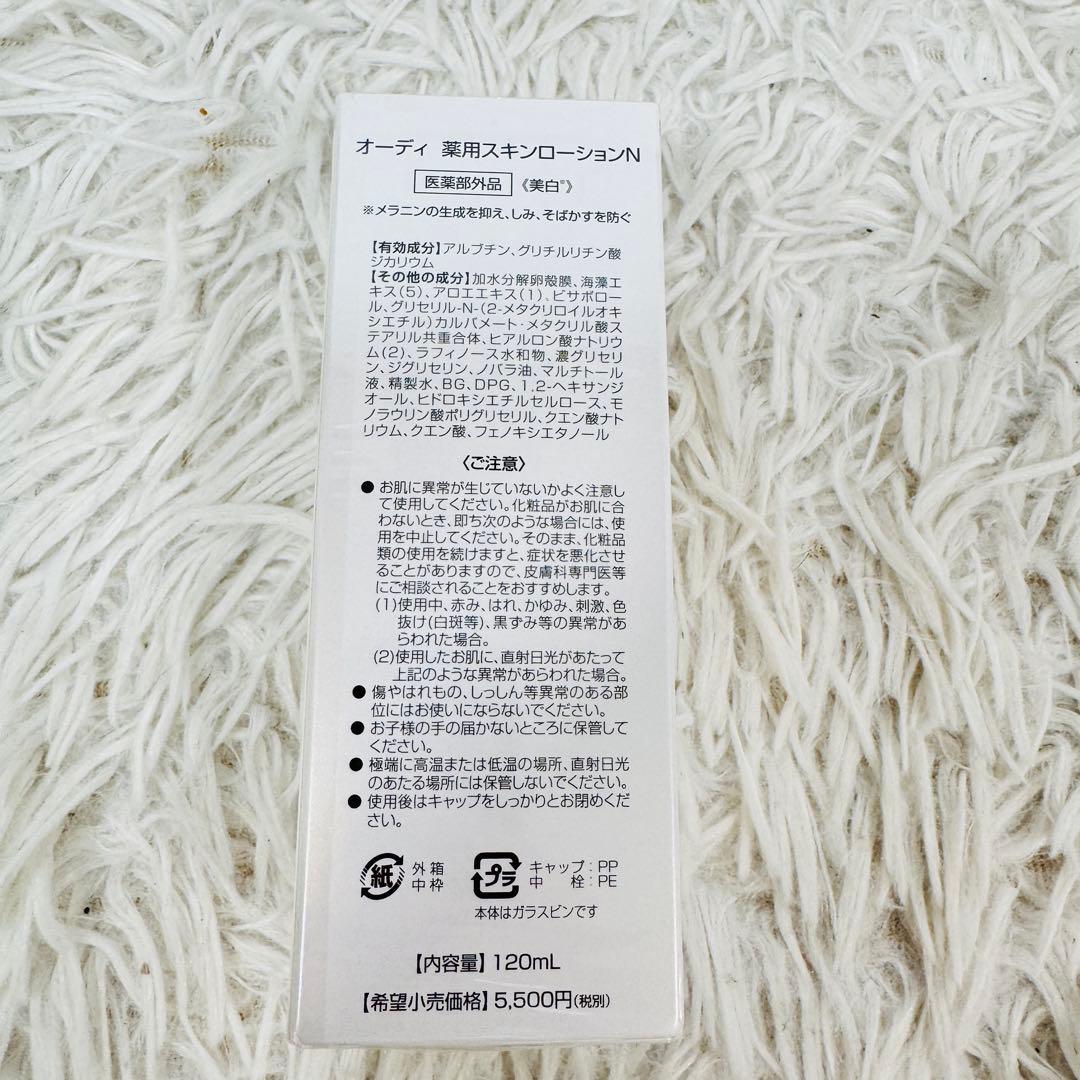 オーディ 薬用スキンローションN
医薬部外品 《美白※》
※メラニンの生成を抑え、しみ、そばかすを防ぐ
【有効成分】アルブチン、グリチルリチン酸
ジカリウム
【その他の成分】加水分解卵殻膜、海藻エ
キス(5)、アロエエキス(1)、ビサボロー
ル、グリセリル-N-(2-メタクリロイルオキ
シエチル)カルバメート・メタクリル酸ス
テアリル共重合体、ヒアルロン酸ナトリウ
ム(2)、ラフィノース水和物、濃グリセリ
ン、ジグリセリン、ノバラ油、マルチトール
液、精製水、BG、DPG、1,2-ヘキサンジ
オール、ヒドロキシエチルセルロース、モ
ノラウリン酸ポリグリセリル、クエン酸ナト
リウム、クエン酸、フェノキシエタノール
〈ご注意〉
● お肌に異常が生じていないかよく注意し
て使用してください。化粧品がお肌に合
わないとき、即ち次のような場合には、使
用を中止してください。そのまま、化粧品
類の使用を続けますと、症状を悪化させ
ることがありますので、皮膚科専門医等
にご相談されることをおすすめします。
(1)使用中、赤み、はれ、かゆみ、刺激、色
抜け(白斑等)、黒ずみ等の異常があ
らわれた場合。
(2)使用したお肌に、直射日光があたって
上記のような異常があらわれた場合。
● 傷やはれもの、しっしん等異常のある部
位にはお使いにならないでください。
● お子様の手の届かないところに保管して
ください。
● 極端に高温または低温の場所、直射日光
のあたる場所には保管しないでください。
● 使用後はキャップをしっかりとお閉めくだ
さい。
紙 外箱 プラ キャップ:PP
中枠 中 栓:PE
本体はガラスビンです
【内容量】120mL
【希望小売価格】5,500円(税別)